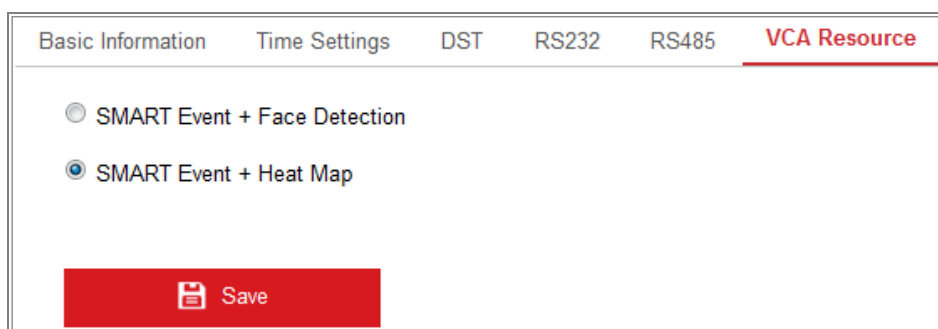 Basic Information Time Settings DST RS232 RS485 VCA Resource
SMART Event + Face Detection
SMART Event + Heat Map
Save